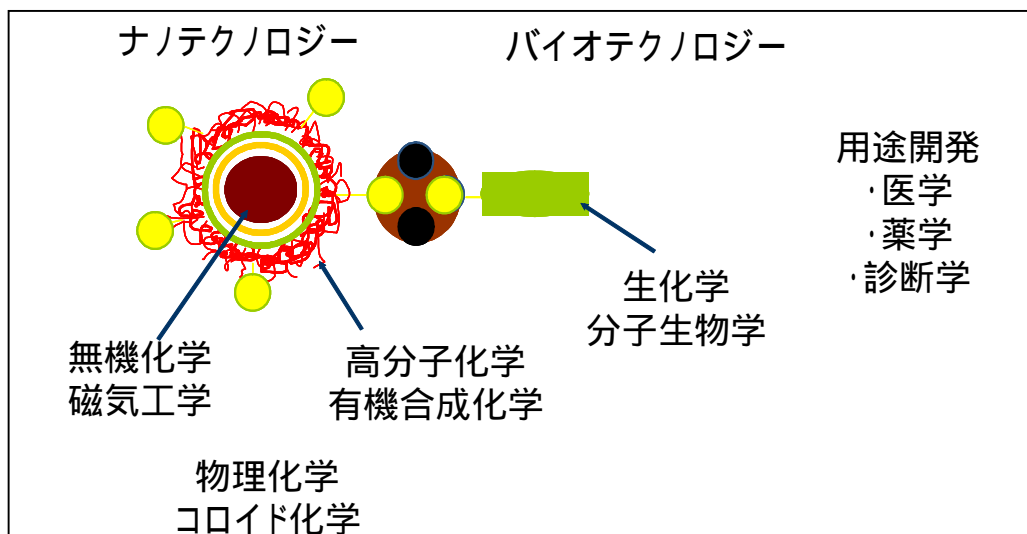 ナノテクノロジー
バイオテクノロジー
用途開発
・医学
・薬学
・診断学
生化学
分子生物学
無機化学
磁気工学
高分子化学
有機合成化学
物理化学
コロイド化学